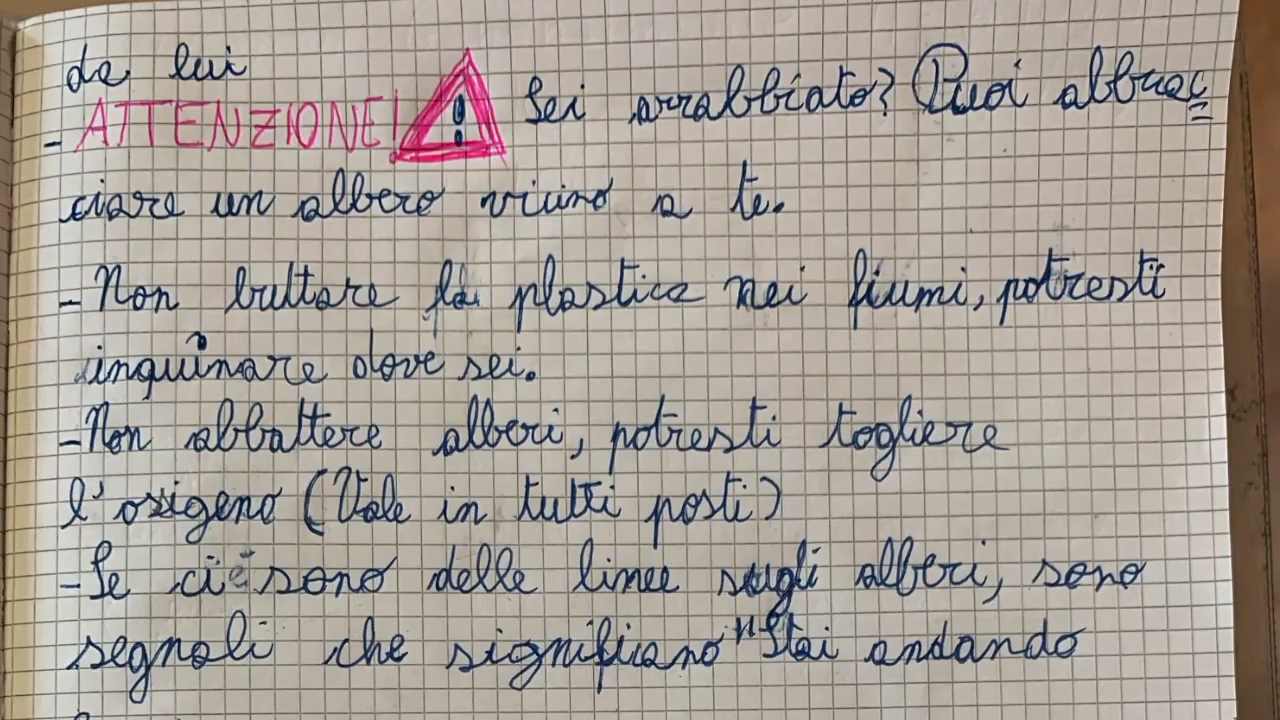 da lui
- ATTENZIONE! Sei arrabbiato? Puoi abbrac
ciare un albero vicino a te.
- Non buttare la plastica nei fiumi, potresti
inquinare dove sei.
- Non abbattere alberi, potresti togliere
l'ossigeno (Vale in tutti posti)
- Se ci sono delle linee sugli alberi, sono
segnali che significano "Stai andando